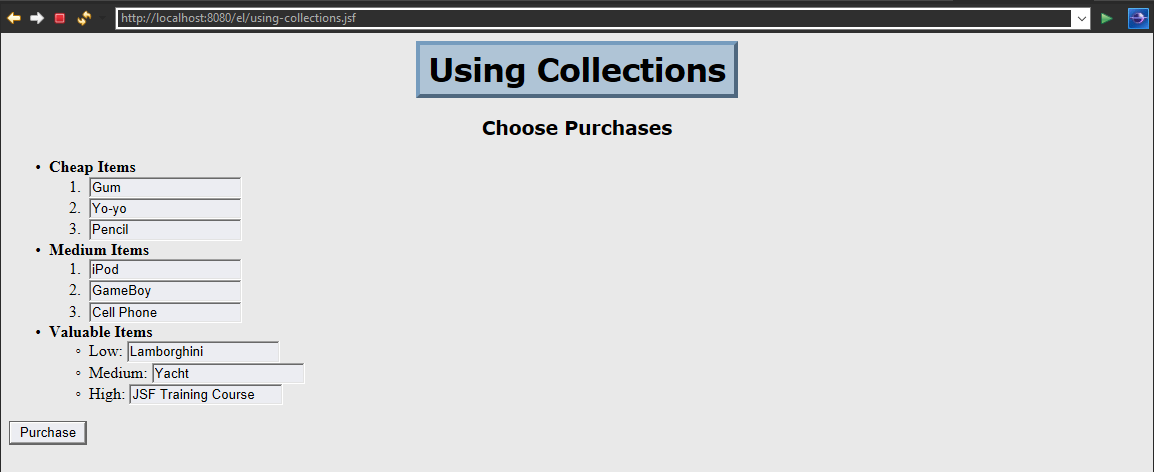 http://localhost:8080/el/using-collections.jsf
Using Collections
Choose Purchases
• Cheap Items
1. Gum
2. Yo-yo
3. Pencil
• Medium Items
1. iPod
2. GameBoy
3. Cell Phone
• Valuable Items
◦ Low: Lamborghini
◦ Medium: Yacht
◦ High: JSF Training Course
Purchase